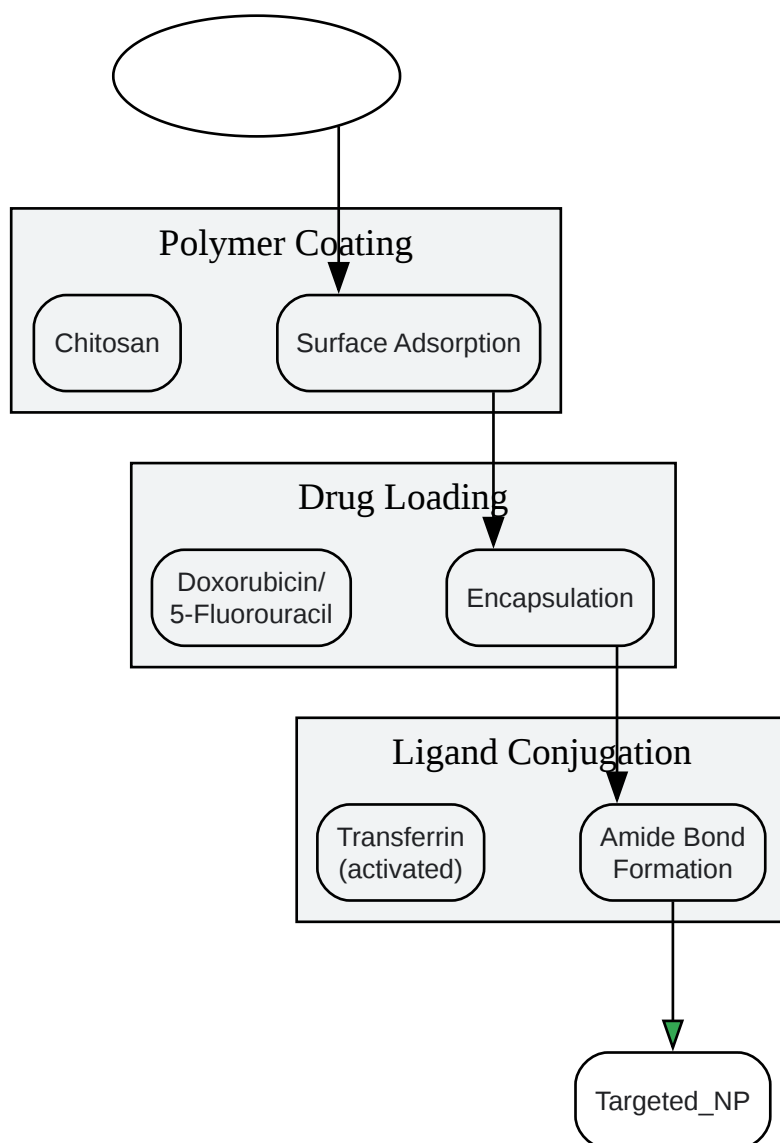 Polymer Coating
Chitosan
Surface Adsorption
Drug Loading
Doxorubicin/
5-Fluorouracil
Encapsulation
Ligand Conjugation
Transferrin
(activated)
Amide Bond
Formation
Targeted_NP